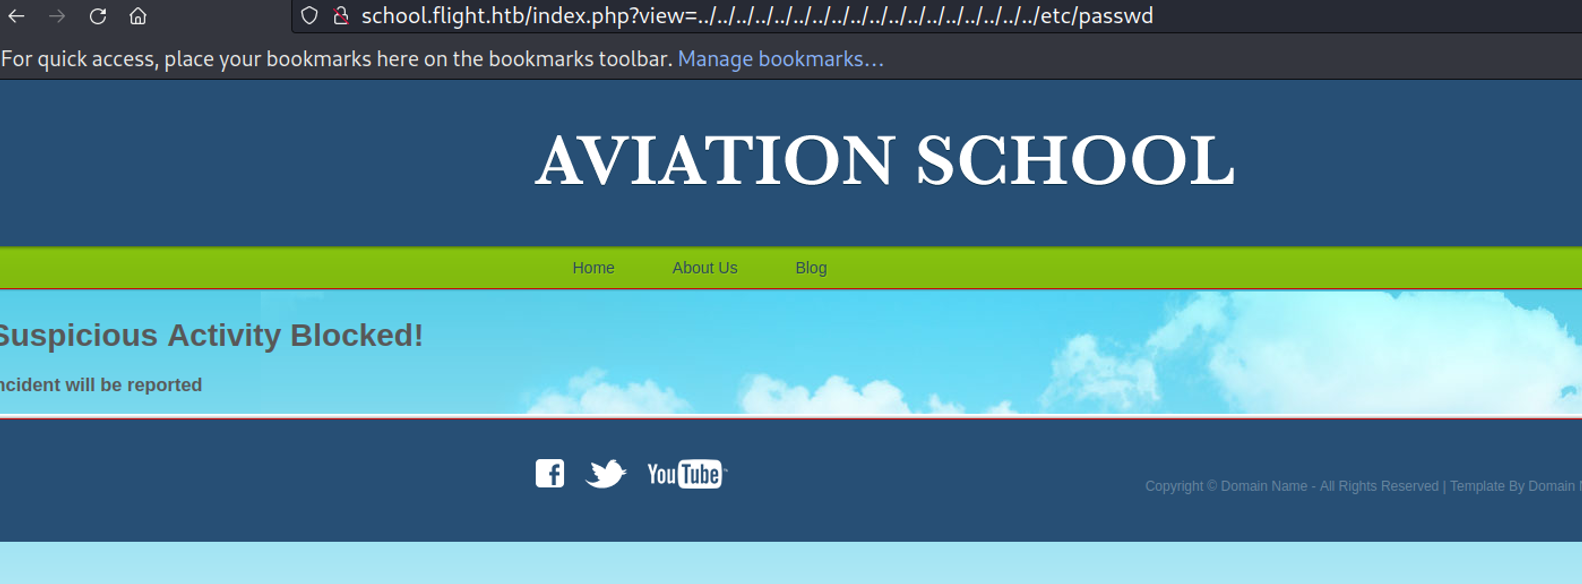 school.flight.htb/index.php?view=../../../../../../../../../../../../../../../../../../etc/passwd
For quick access, place your bookmarks here on the bookmarks toolbar. Manage bookmarks...
AVIATION SCHOOL
Home About Us Blog
Suspicious Activity Blocked!
ncident will be reported
f YouTube
Copyright © Domain Name - All Rights Reserved | Template By Domain